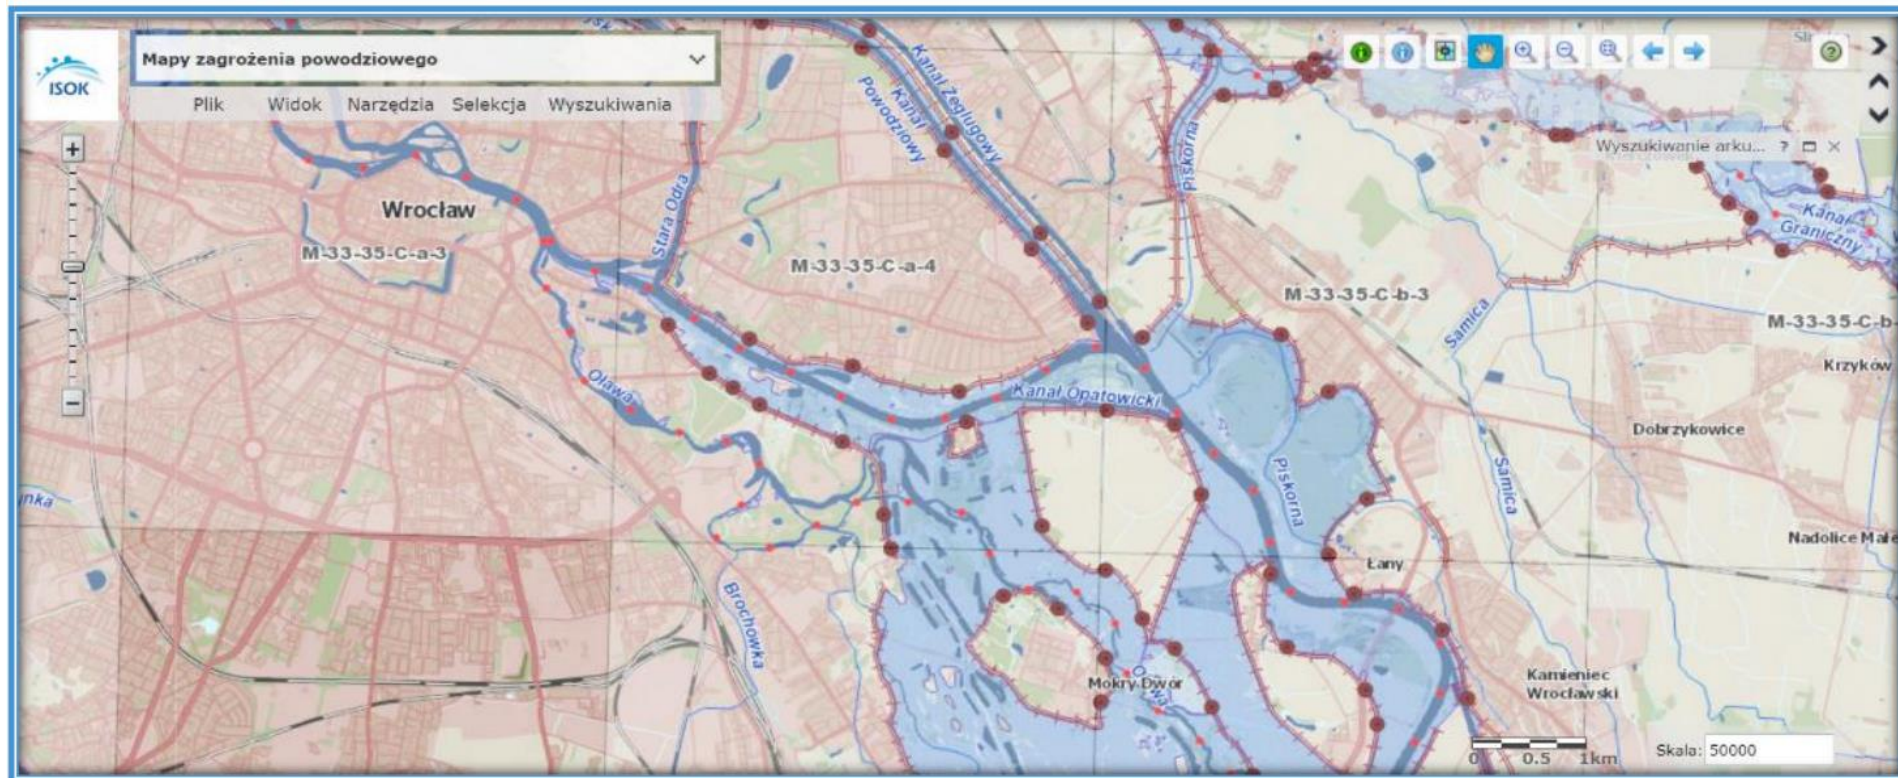 ISOK
Mapy zagrożenia powodziowego
Plik Widok Narzędzia Selekcja Wyszukiwania
Wyszukiwanie arku... ? ×
Kanał Żeglugowy
Kanał
Powodziowy
Piskorna
Kanał
Graniczny
Wrocław
Stara Odra
M-33-35-C-a-3
M-33-35-C-a-4
M-33-35-C-b-3
M-33-35-C-b-
Samica
Krzyków
Oława
Kanał Opatowicki
Dobrzykowice
Piskorna
Samica
Nadolice Małe
Łany
Brochówka
Mokry Dwór
Kamieniec
Wrocławski
0 0.5 1km
Skala: 50000